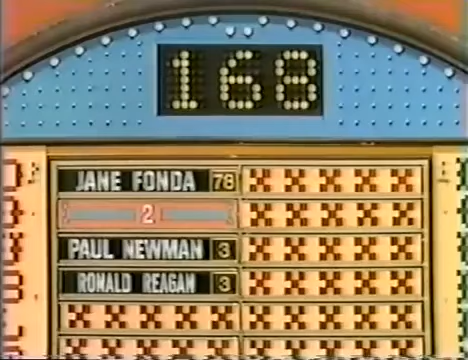 168
JANE FONDA 78
2
PAUL NEWMAN 3
RONALD REAGAN 3